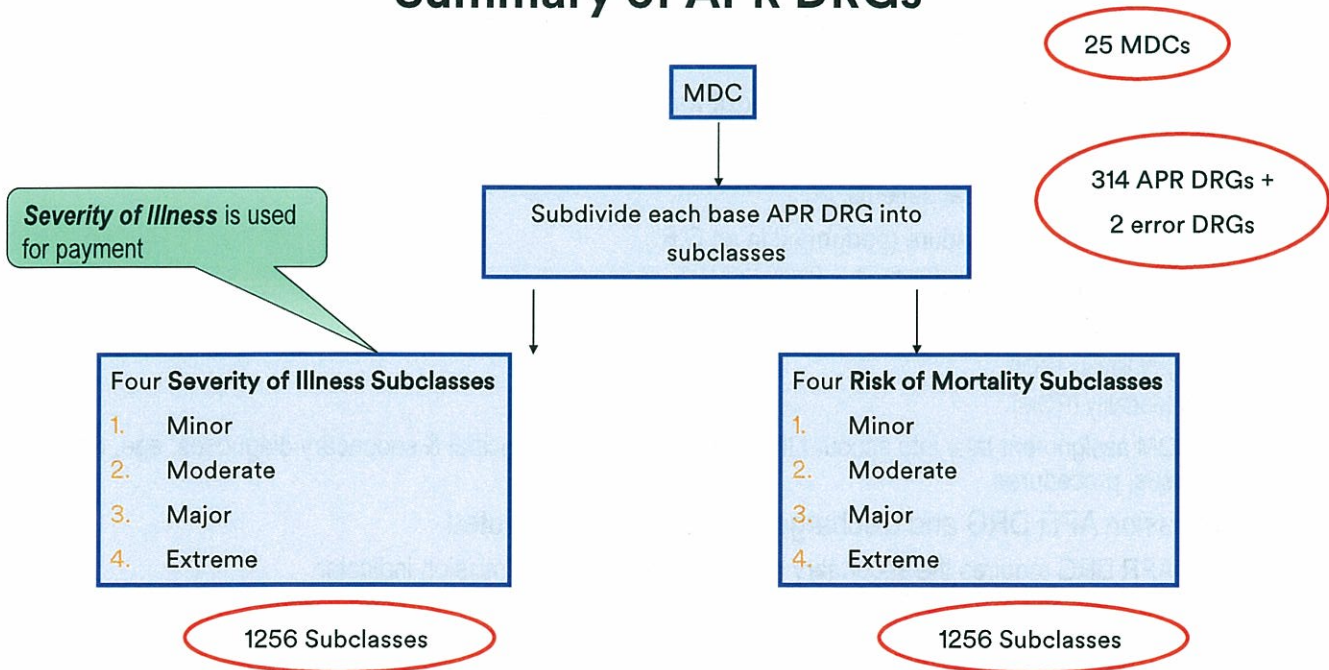 Summary of APR DRGs
25 MDCs
MDC
314 APR DRGs +
2 error DRGs
Severity of Illness is used
for payment
Subdivide each base APR DRG into
subclasses
Four Severity of Illness Subclasses
1. Minor
2. Moderate
3. Major
4. Extreme
Four Risk of Mortality Subclasses
1. Minor
2. Moderate
3. Major
4. Extreme
1256 Subclasses
1256 Subclasses